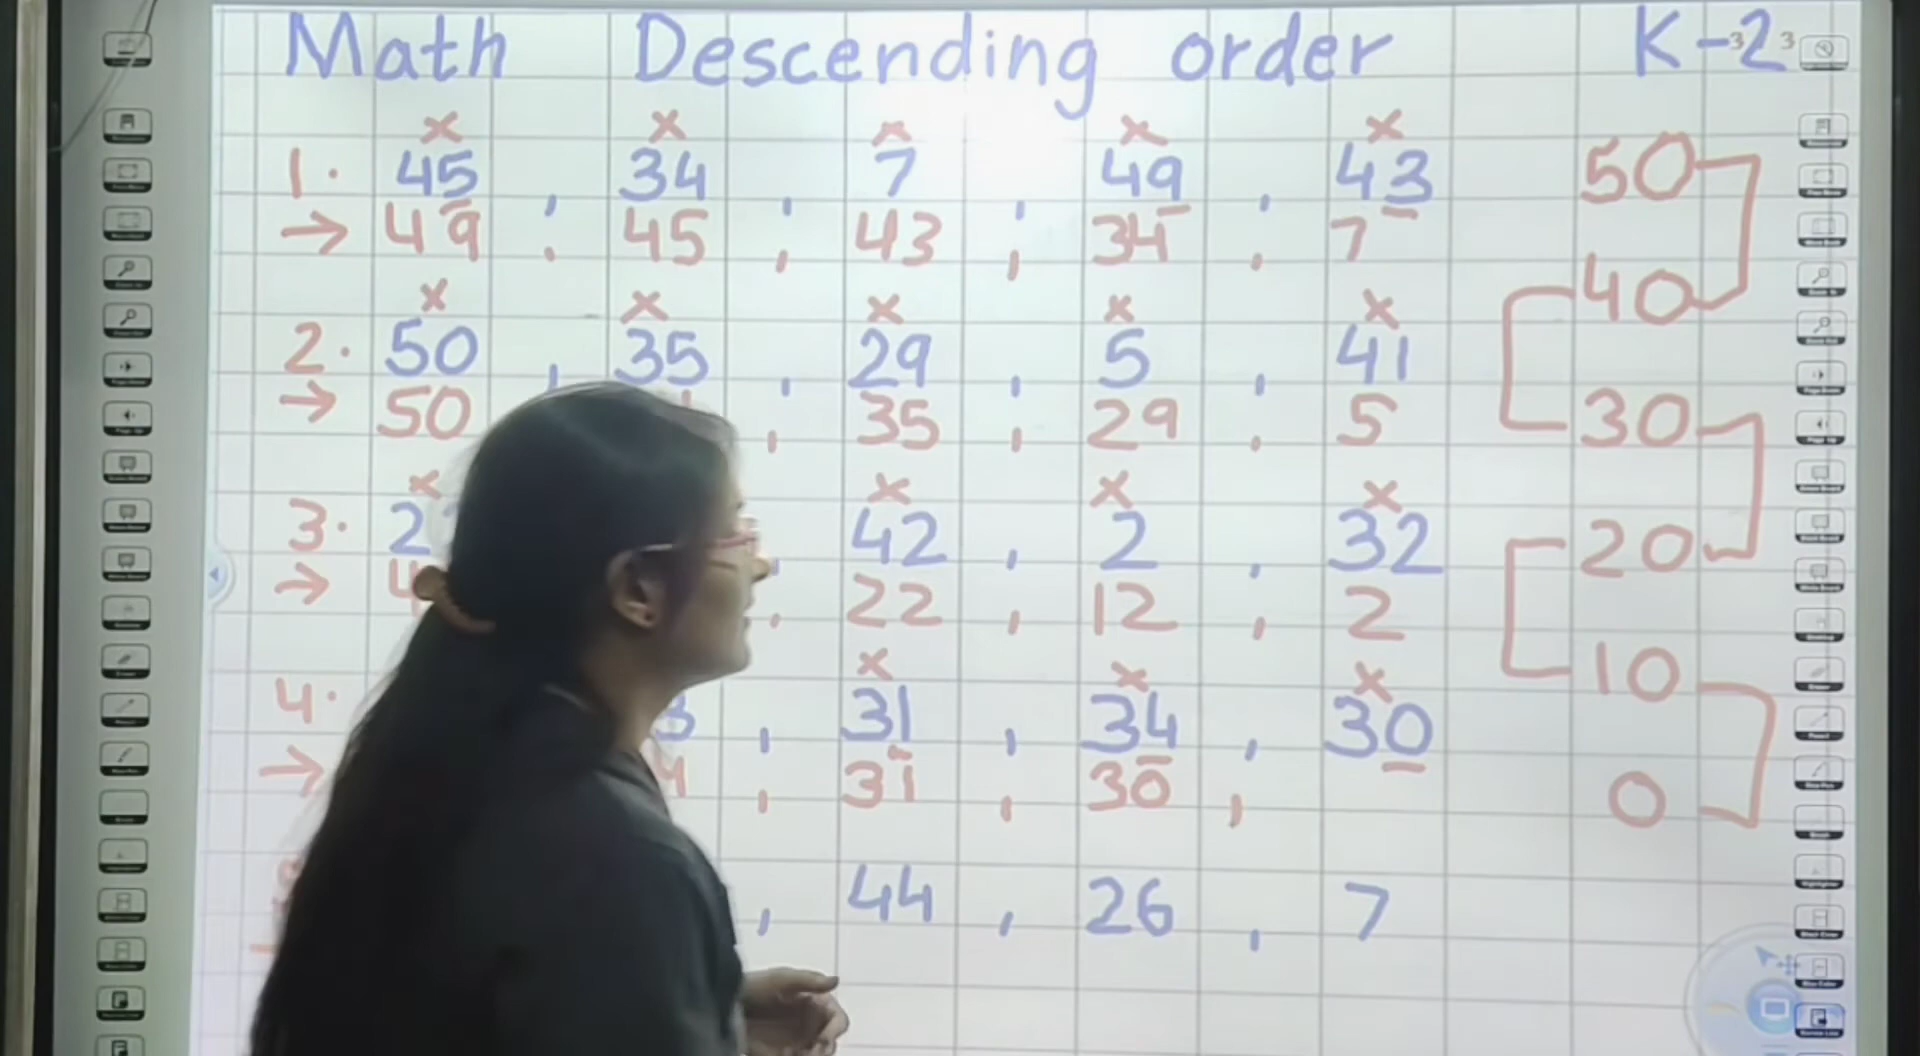 Math Descending order K-2
1. 45, 34, 7, 49, 43
→ 49, 45, 43, 34, 7
2. 50, 35, 29, 5, 41
→ 50, 35, 29, 5
3. 42, 2, 32
→ 22, 12, 2
4. 31, 34, 30
→ 31, 30,
44, 26, 7
50
40
30
20
10
0